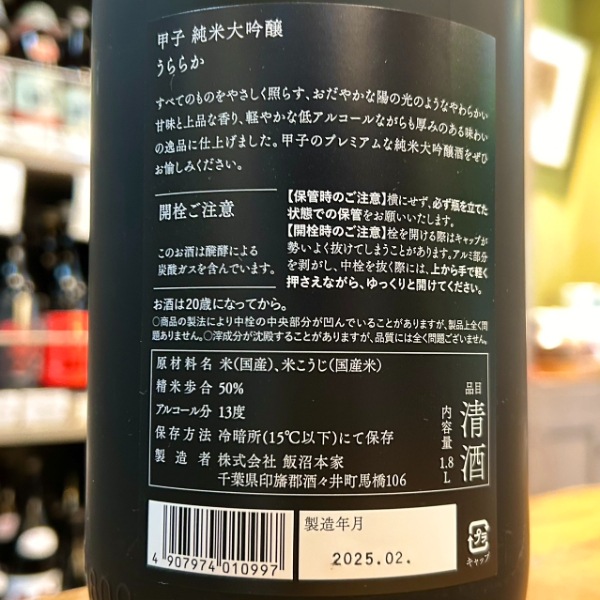 甲子 純米大吟醸
うららか
すべてのものをやさしく照らす、おだやかな陽の光のようなやわらかい
甘味と上品な香り、軽やかな低アルコールながらも厚みのある味わい
の逸品に仕上げました。甲子のプレミアムな純米大吟醸酒をぜひ
お愉しみください。
開栓ご注意
このお酒は醗酵による
炭酸ガスを含んでいます。
【保管時のご注意】横にせず、必ず瓶を立てた
状態での保管をお願いいたします。
【開栓時のご注意】栓を開ける際はキャップが
勢いよく抜けてしまうことがあります。アルミ部分
を剥がし、中栓を抜く際には、上から手で軽く
押さえながら、ゆっくりと開けてください。
お酒は20歳になってから。
○商品の製法により中栓の中央部分が凹んでいることがありますが、製品上全く問
題ありません。○滓成分が沈殿することがありますが、品質には全く問題ございません。
原材料名 米(国産)、米こうじ(国産米)
精米歩合 50%
アルコール分 13度
保存方法 冷暗所(15℃以下)にて保存
製造者 株式会社 飯沼本家
千葉県印旛郡酒々井町馬橋106
品目
清酒
内容量 1.8L
4 907974 010997
製造年月
2025.02.
プラ
キャップ